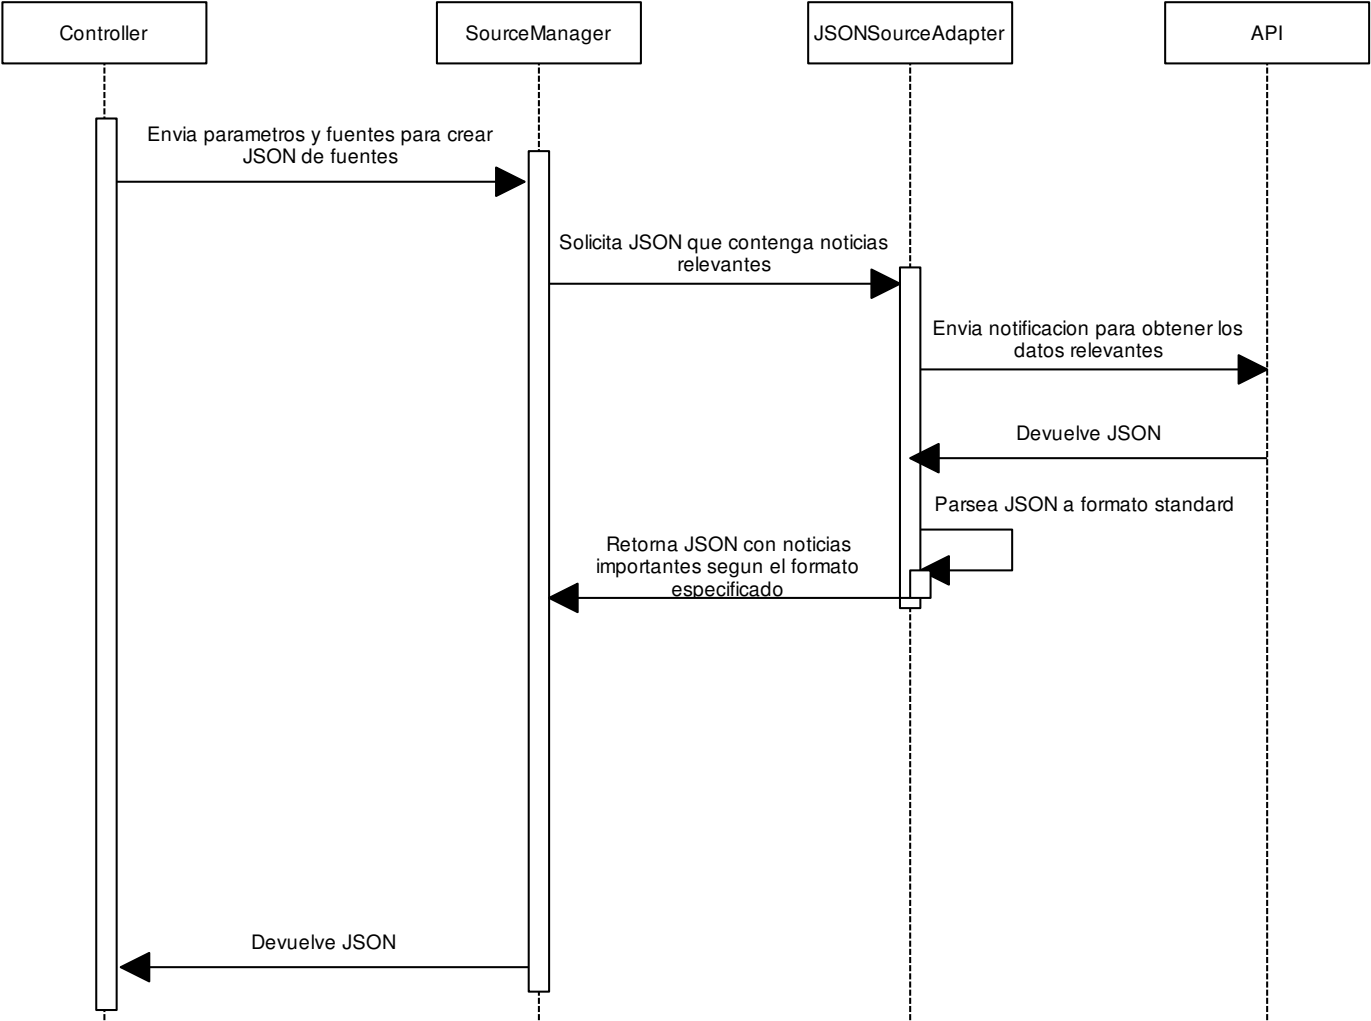 Controller
SourceManager
JSONSourceAdapter
API
Envia parametros y fuentes para crear
JSON de fuentes
Solicita JSON que contenga noticias
relevantes
Envia notificacion para obtener los
datos relevantes
Devuelve JSON
Parsea JSON a formato standard
Retorna JSON con noticias
importantes segun el formato
especificado
Devuelve JSON